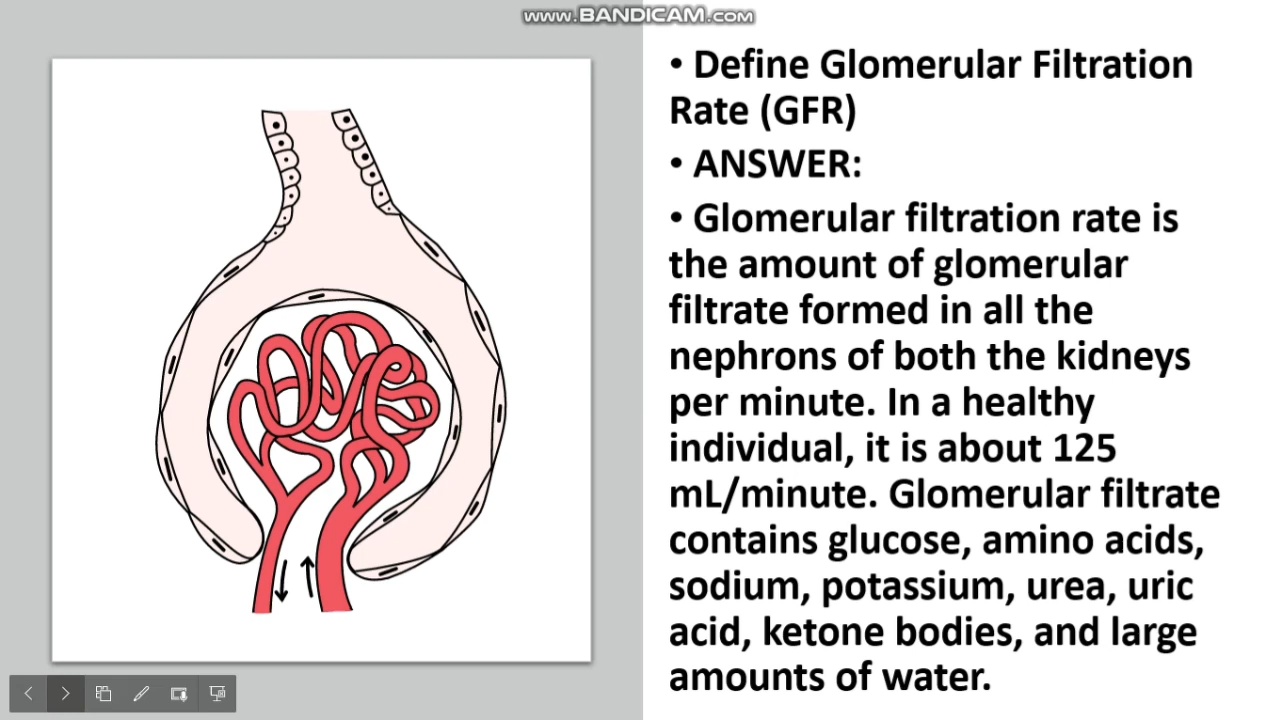 www.BANDICAM.com
• Define Glomerular Filtration
Rate (GFR)
• ANSWER:
• Glomerular filtration rate is
the amount of glomerular
filtrate formed in all the
nephrons of both the kidneys
per minute. In a healthy
individual, it is about 125
mL/minute. Glomerular filtrate
contains glucose, amino acids,
sodium, potassium, urea, uric
acid, ketone bodies, and large
amounts of water.